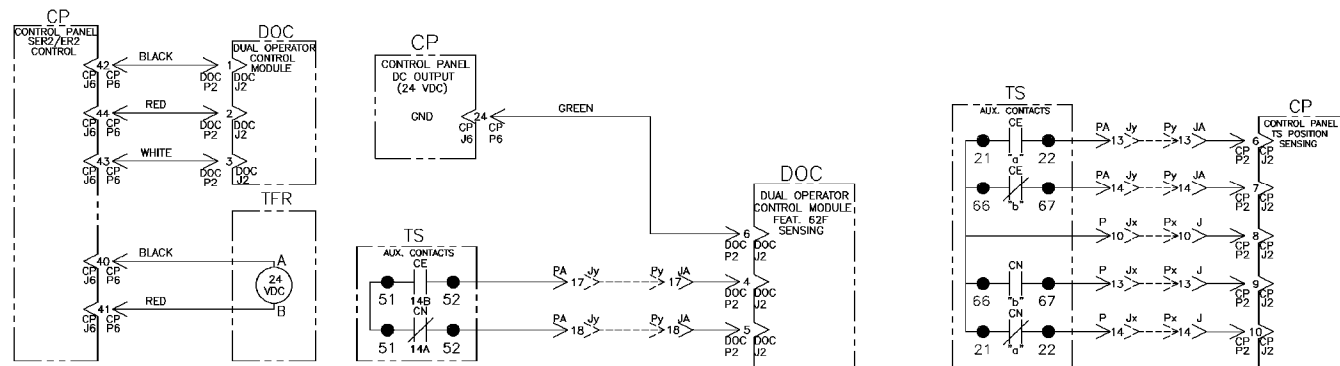 CP
CONTROL PANEL
SER2/ER2
CONTROL
42
CP J6
CP P6
BLACK
DOC P2
1
DOC J2
44
CP J6
CP P6
RED
DOC P2
2
DOC J2
43
CP J6
CP P6
WHITE
DOC P2
3
DOC J2
DOC
DUAL OPERATOR
CONTROL
MODULE
TFR
40
CP J6
CP P6
BLACK
A
24
VDC
41
CP J6
CP P6
RED
B
CP
CONTROL PANEL
DC OUTPUT
(24 VDC)
GND
24
CP J6
CP P6
GREEN
DOC
DUAL OPERATOR
CONTROL MODULE
FEAT. 62F
SENSING
6
DOC P2
DOC J2
TS
AUX. CONTACTS
CE
51
14B
52
PA
17
Jy
Py
17
JA
4
DOC P2
DOC J2
CN
51
14A
52
PA
18
Jy
Py
18
JA
5
DOC P2
DOC J2
TS
AUX. CONTACTS
CP
CONTROL PANEL
TS POSITION
SENSING
CE
21
"a"
22
PA
13
Jy
Py
13
JA
6
CP P2
CP J2
CE
66
"b"
67
PA
14
Jy
Py
14
JA
7
CP P2
CP J2
P
10
Jx
Px
10
J
8
CP P2
CP J2
CN
66
"b"
67
P
13
Jx
Px
13
J
9
CP P2
CP J2
CN
21
"a"
22
P
14
Jx
Px
14
J
10
CP P2
CP J2